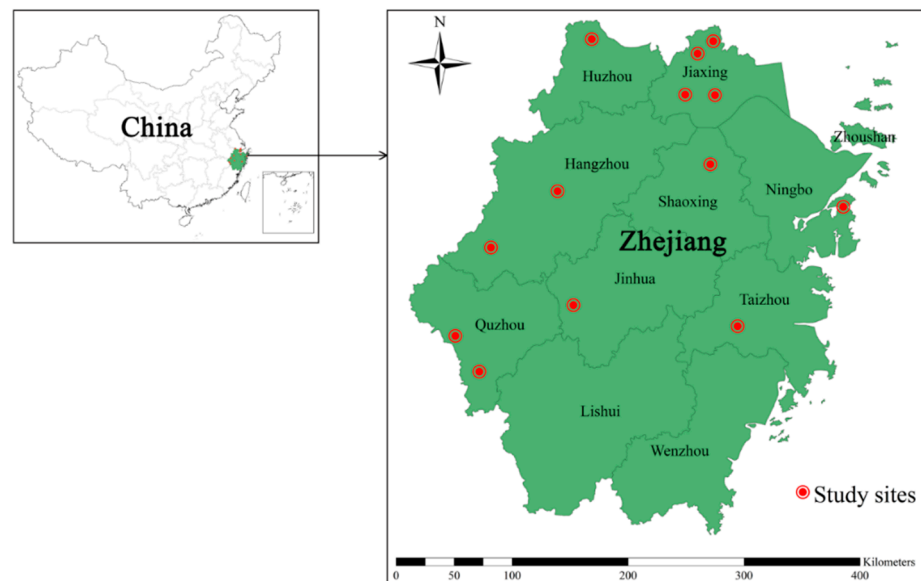 China
N
Huzhou
Jiaxing
Zhoushan
Hangzhou
Ningbo
Shaoxing
Zhejiang
Jinhua
Taizhou
Quzhou
Lishui
Wenzhou
Study sites
Kilometers
0 50 100 200 300 400